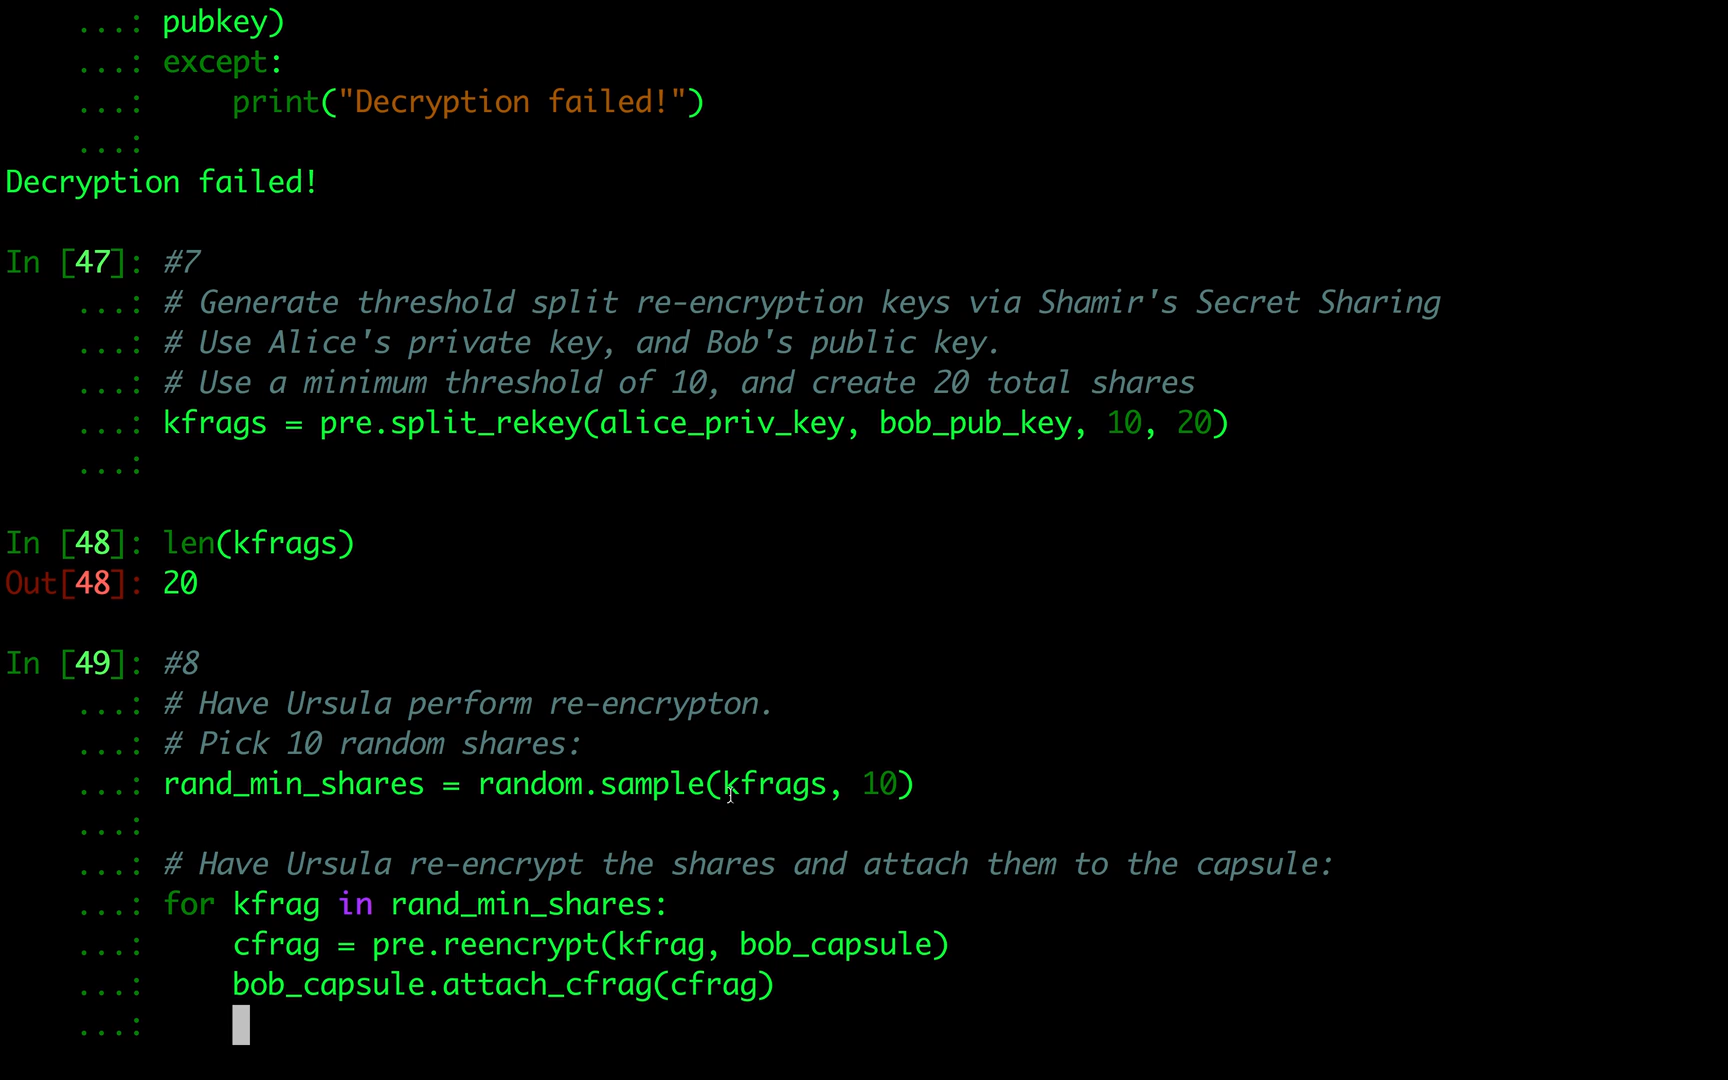 ...: pubkey)
...: except:
...:     print("Decryption failed!")
...:
Decryption failed!
In [47]: #7
...: # Generate threshold split re-encryption keys via Shamir's Secret Sharing
...: # Use Alice's private key, and Bob's public key.
...: # Use a minimum threshold of 10, and create 20 total shares
...: kfrags = pre.split_rekey(alice_priv_key, bob_pub_key, 10, 20)
...:
In [48]: len(kfrags)
Out[48]: 20
In [49]: #8
...: # Have Ursula perform re-encrypton.
...: # Pick 10 random shares:
...: rand_min_shares = random.sample(kfrags, 10)
...:
...: # Have Ursula re-encrypt the shares and attach them to the capsule:
...: for kfrag in rand_min_shares:
...:     cfrag = pre.reencrypt(kfrag, bob_capsule)
...:     bob_capsule.attach_cfrag(cfrag)
...: